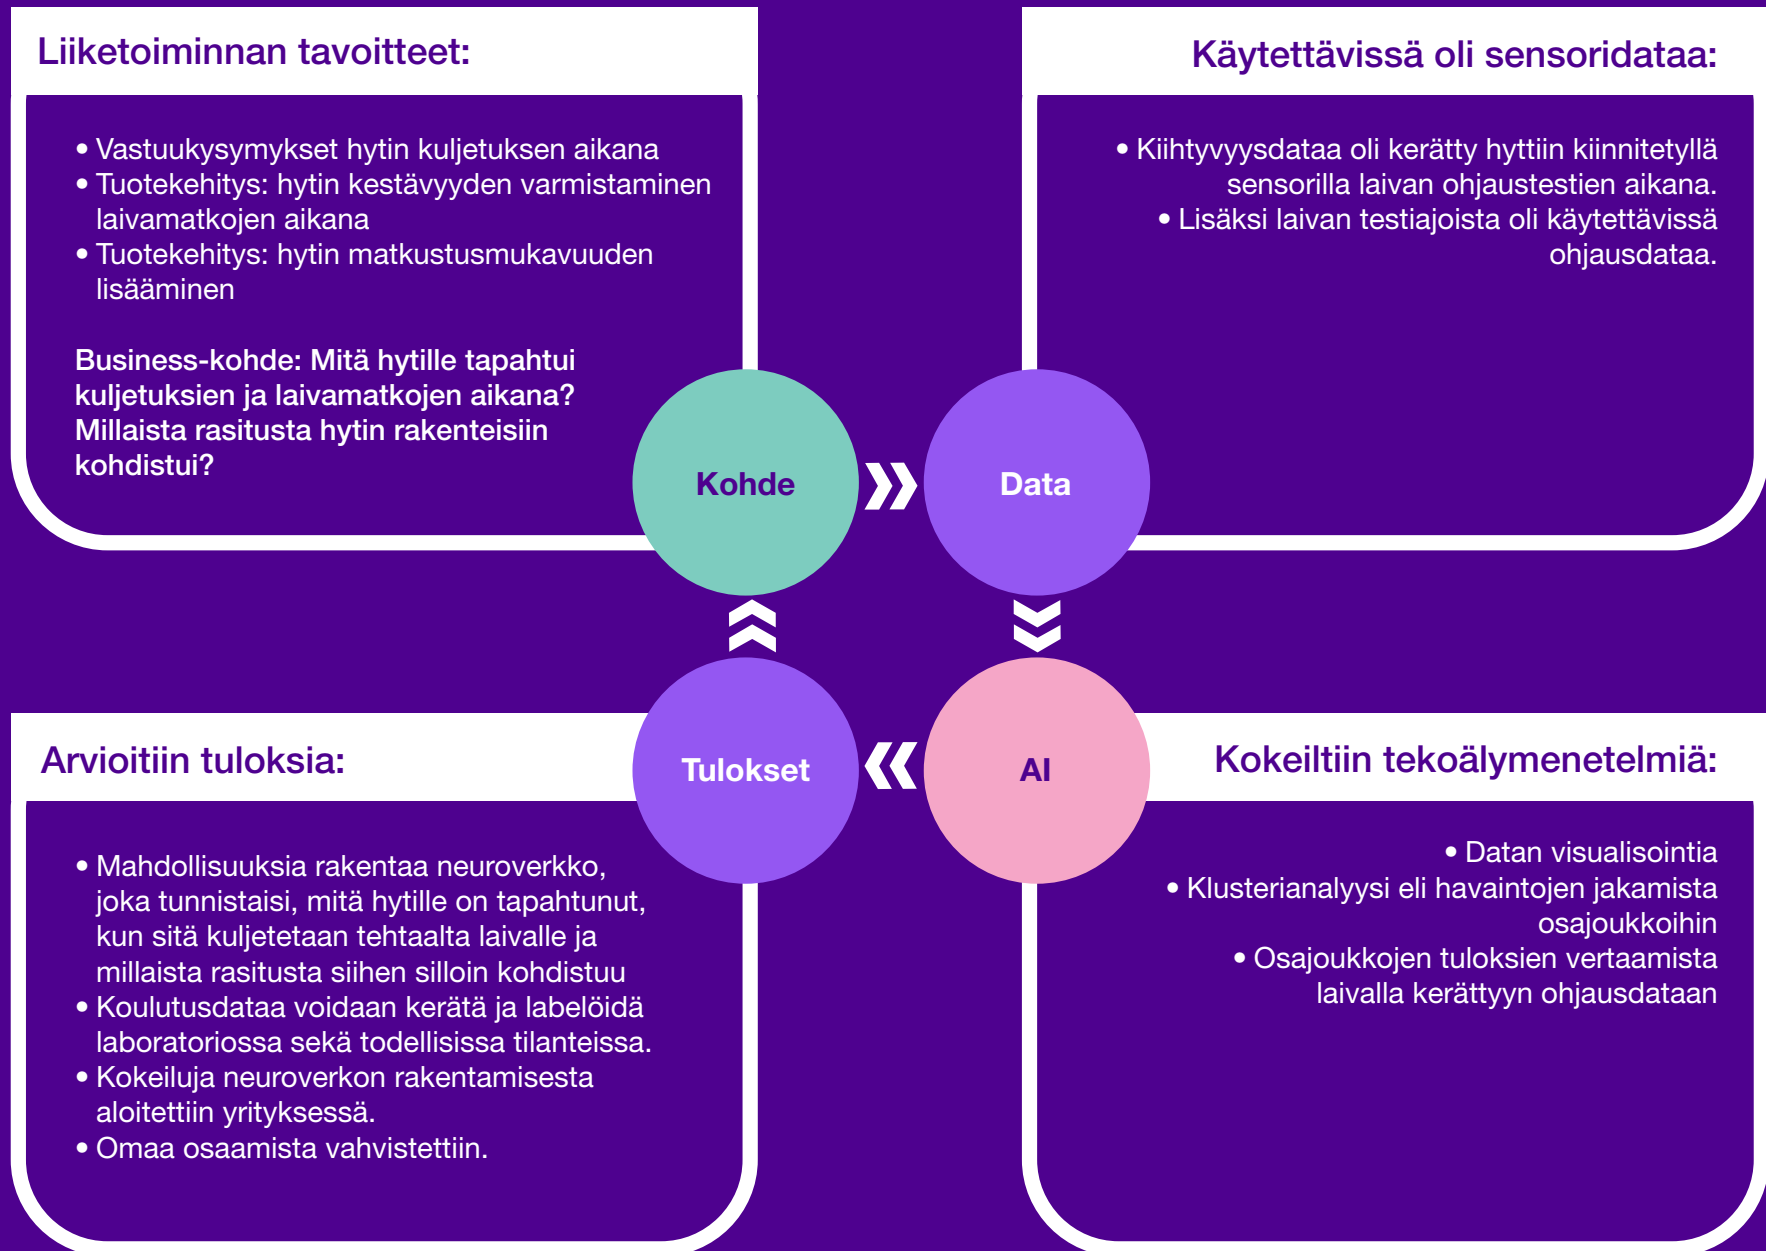 Liiketoiminnan tavoitteet:
• Vastuukysymykset hytin kuljetuksen aikana
• Tuotekehitys: hytin kestävyyden varmistaminen
laivamatkojen aikana
• Tuotekehitys: hytin matkustusmukavuuden
lisääminen
Business-kohde: Mitä hytille tapahtui
kuljetuksien ja laivamatkojen aikana?
Millaista rasitusta hytin rakenteisiin
kohdistui?
Kohde
Käytettävissä oli sensoridataa:
• Kiihtyvyysdataa oli kerätty hyttiin kiinnitetyllä
sensorilla laivan ohjaustestien aikana.
• Lisäksi laivan testiajoista oli käytettävissä
ohjausdataa.
Data
Arvioitiin tuloksia:
Tulokset
• Mahdollisuuksia rakentaa neuroverkko,
joka tunnistaisi, mitä hytille on tapahtunut,
kun sitä kuljetetaan tehtaalta laivalle ja
millaista rasitusta siihen silloin kohdistuu
• Koulutusdataa voidaan kerätä ja labelöidä
laboratoriossa sekä todellisissa tilanteissa.
• Kokeiluja neuroverkon rakentamisesta
aloitettiin yrityksessä.
• Omaa osaamista vahvistettiin.
AI
Kokeiltiin tekoälymenetelmiä:
• Datan visualisointia
• Klusterianalyysi eli havaintojen jakamista
osajoukkoihin
• Osajoukkojen tuloksien vertaamista
laivalla kerättyyn ohjausdataan